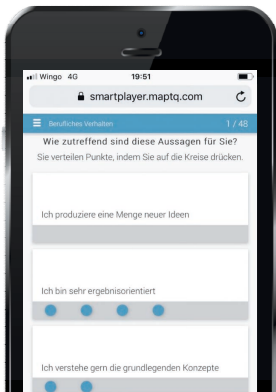 Wingo 4G 19:51
smartplayer.maptq.com
Berufliches Verhalten 1 / 48
Wie zutreffend sind diese Aussagen für Sie?
Sie verteilen Punkte, indem Sie auf die Kreise drücken.
Ich produziere eine Menge neuer Ideen
Ich bin sehr ergebnisorientiert
Ich verstehe gern die grundlegenden Konzepte